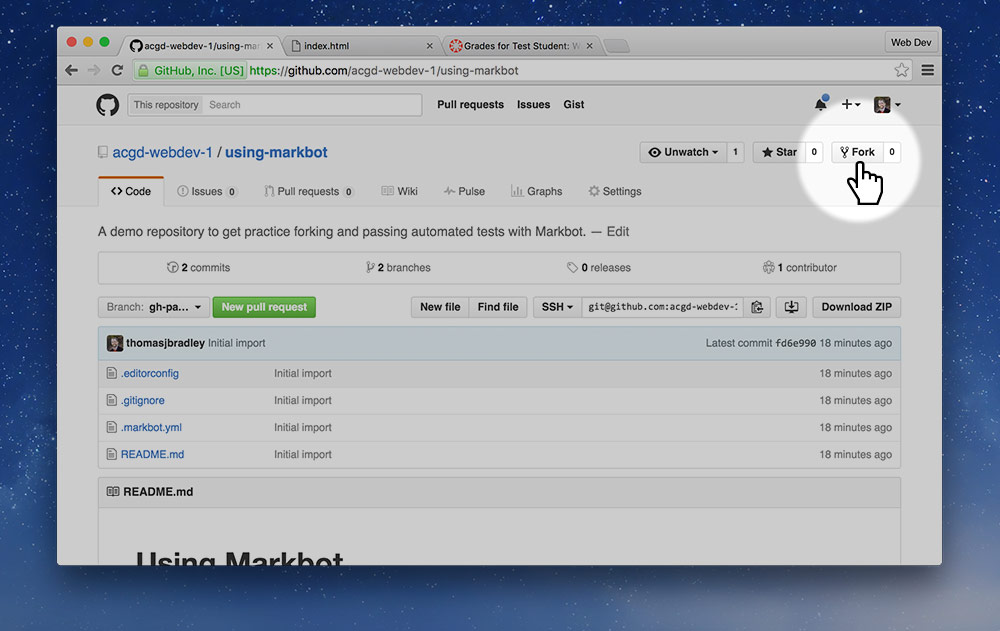 acgd-webdev-1/using-mar
index.html
Grades for Test Student: W
Web Dev
GitHub, Inc. [US] https://github.com/acgd-webdev-1/using-markbot
This repository Search Pull requests Issues Gist
acgd-webdev-1 / using-markbot Unwatch 1 Star 0 Fork 0
Code Issues 0 Pull requests 0 Wiki Pulse Graphs Settings
A demo repository to get practice forking and passing automated tests with Markbot. — Edit
2 commits 2 branches 0 releases 1 contributor
Branch: gh-pa... New pull request New file Find file SSH git@github.com:acgd-webdev-1 Download ZIP
thomasjbradley Initial import Latest commit fd6e990 18 minutes ago
.editorconfig Initial import 18 minutes ago
.gitignore Initial import 18 minutes ago
.markbot.yml Initial import 18 minutes ago
README.md Initial import 18 minutes ago
README.md
Using Markbot